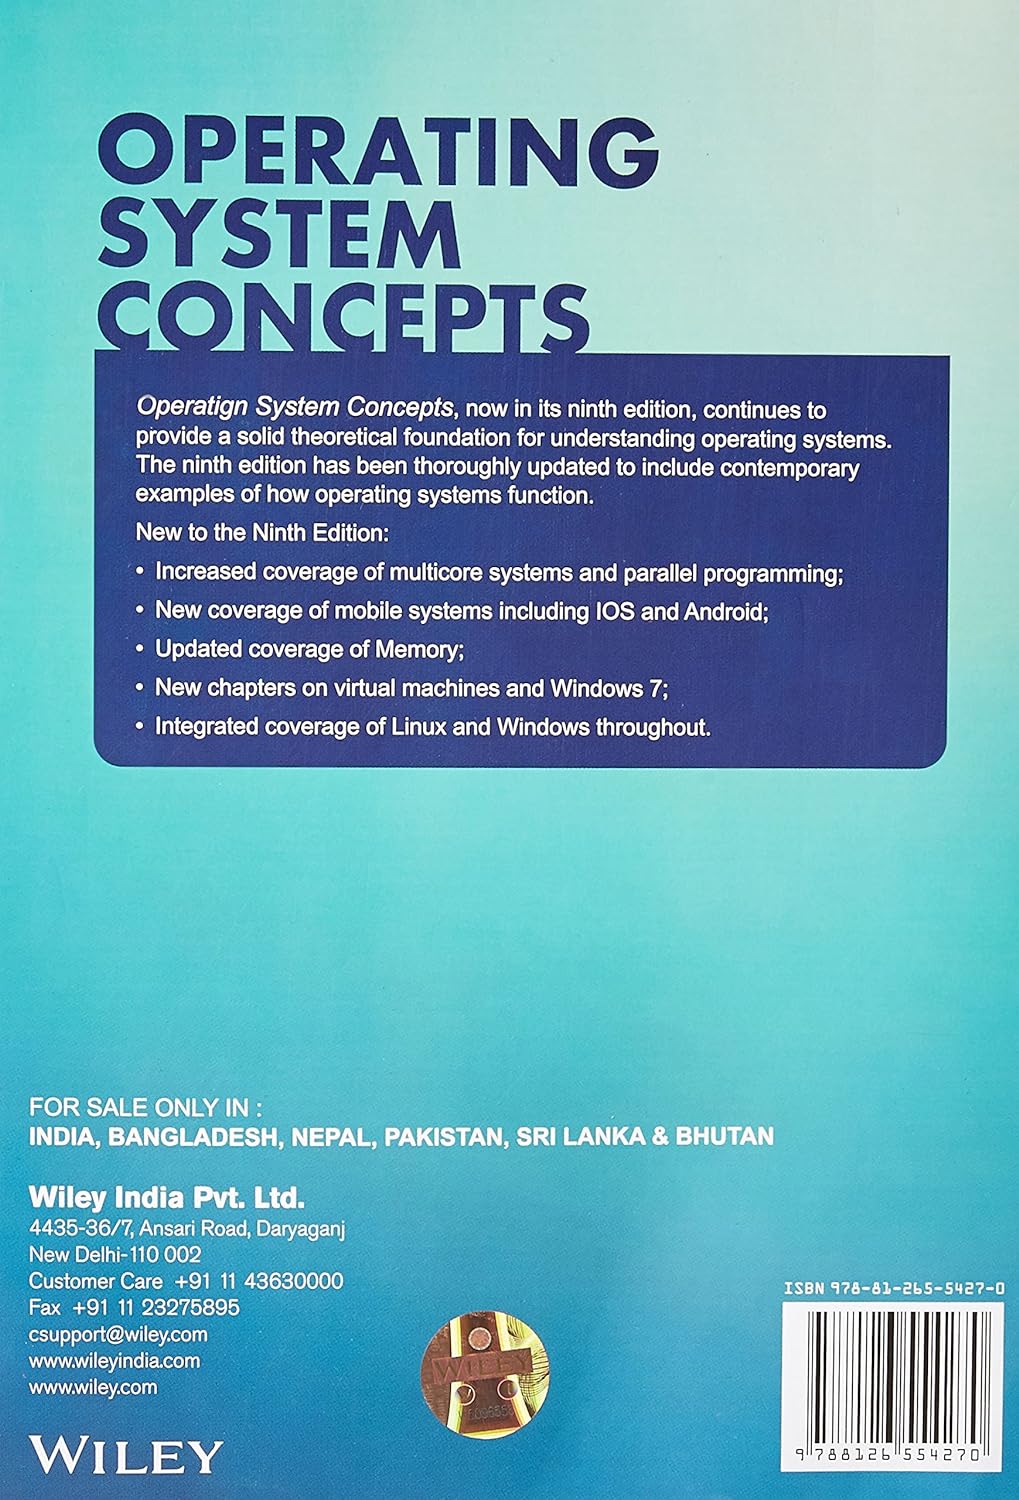 OPERATING
SYSTEM
CONCEPTS
Operatign System Concepts, now in its ninth edition, continues to
provide a solid theoretical foundation for understanding operating systems.
The ninth edition has been thoroughly updated to include contemporary
examples of how operating systems function.
New to the Ninth Edition:
• Increased coverage of multicore systems and parallel programming;
• New coverage of mobile systems including IOS and Android;
• Updated coverage of Memory;
• New chapters on virtual machines and Windows 7;
• Integrated coverage of Linux and Windows throughout.
FOR SALE ONLY IN :
INDIA, BANGLADESH, NEPAL, PAKISTAN, SRI LANKA & BHUTAN
Wiley India Pvt. Ltd.
4435-36/7, Ansari Road, Daryaganj
New Delhi-110 002
Customer Care +91 11 43630000
Fax +91 11 23275895
csupport@wiley.com
www.wileyindia.com
www.wiley.com
WILEY
WILEY
ISBN 978-81-265-5427-0
9 788126 554270